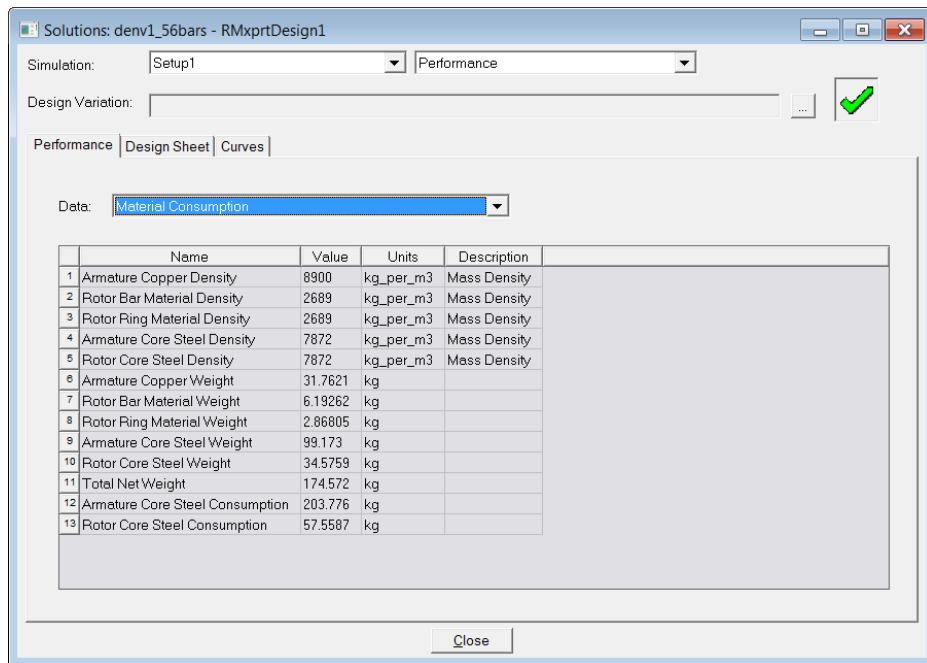 Solutions: denv1_56bars - RMxprtDesign1
Simulation: Setup1 Performance
Design Variation: ...
Performance Design Sheet Curves
Data: Material Consumption
Name Value Units Description
1 Armature Copper Density 8900 kg_per_m3 Mass Density
2 Rotor Bar Material Density 2689 kg_per_m3 Mass Density
3 Rotor Ring Material Density 2689 kg_per_m3 Mass Density
4 Armature Core Steel Density 7872 kg_per_m3 Mass Density
5 Rotor Core Steel Density 7872 kg_per_m3 Mass Density
6 Armature Copper Weight 31.7621 kg
7 Rotor Bar Material Weight 6.19262 kg
8 Rotor Ring Material Weight 2.86805 kg
9 Armature Core Steel Weight 99.173 kg
10 Rotor Core Steel Weight 34.5759 kg
11 Total Net Weight 174.572 kg
12 Armature Core Steel Consumption 203.776 kg
13 Rotor Core Steel Consumption 57.5587 kg
Close